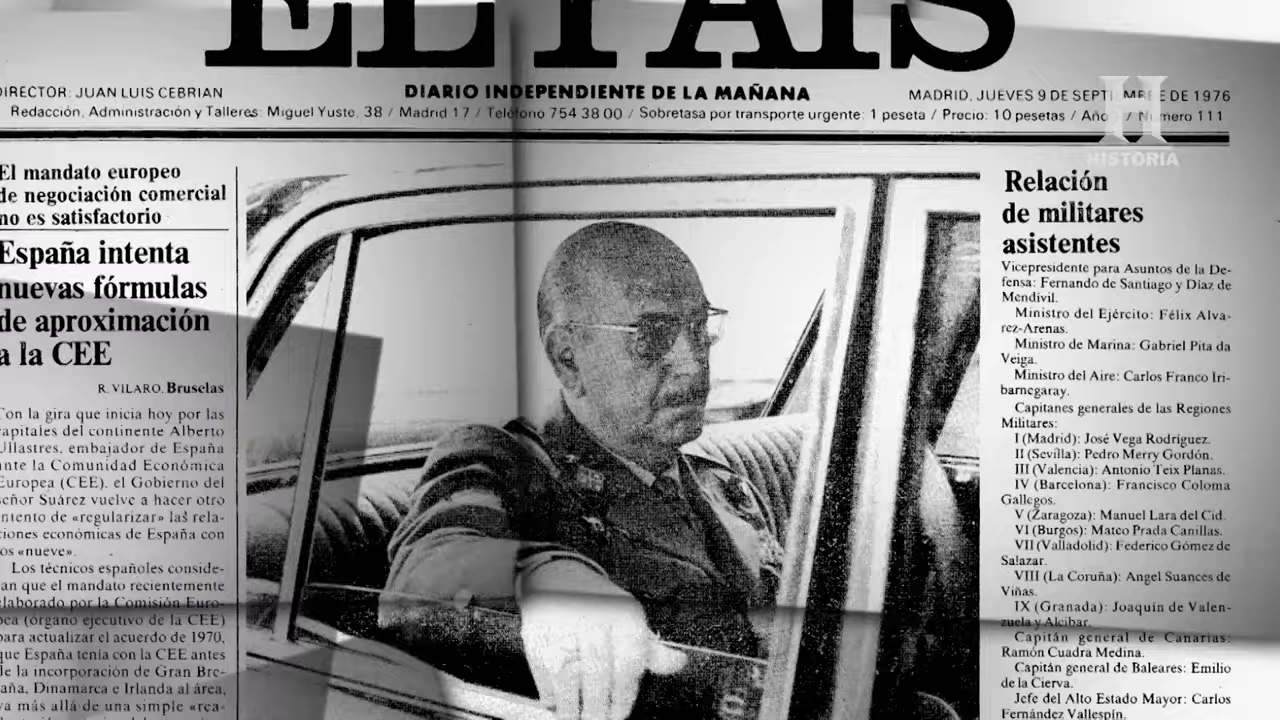 EL PAÍS
DIRECTOR: JUAN LUIS CEBRIAN
DIARIO INDEPENDIENTE DE LA MAÑANA
MADRID, JUEVES 9 DE SEPTIEMBRE DE 1976
Redacción, Administración y Talleres: Miguel Yuste, 38 / Madrid 17 / Teléfono 754 38 00 / Sobretasa por transporte urgente: 1 peseta / Precio: 10 pesetas / Año / Número 111
H
HISTORIA
El mandato europeo
de negociación comercial
no es satisfactorio
España intenta
nuevas fórmulas
de aproximación
a la CEE
R. VILARO, Bruselas
Con la gira que inicia hoy por las
capitales del continente Alberto
Ullastres, embajador de España
ante la Comunidad Económica
Europea (CEE), el Gobierno del
señor Suárez vuelve a hacer otro
intento de «regularizar» las rela-
ciones económicas de España con
los «nueve».
Los técnicos españoles conside-
ran que el mandato recientemente
elaborado por la Comisión Euro-
pea (órgano ejecutivo de la CEE)
para actualizar el acuerdo de 1970,
que España tenía con la CEE antes
de la incorporación de Gran Bre-
taña, Dinamarca e Irlanda al área,
va más allá de una simple «rea-
Relación
de militares
asistentes
Vicepresidente para Asuntos de la De-
fensa: Fernando de Santiago y Díaz de
Mendívil.
Ministro del Ejército: Félix Alva-
rez-Arenas.
Ministro de Marina: Gabriel Pita da
Veiga.
Ministro del Aire: Carlos Franco Iri-
barnegaray.
Capitanes generales de las Regiones
Militares:
I (Madrid): José Vega Rodríguez.
II (Sevilla): Pedro Merry Gordón.
III (Valencia): Antonio Teix Planas.
IV (Barcelona): Francisco Coloma
Gallegos.
V (Zaragoza): Manuel Lara del Cid.
VI (Burgos): Mateo Prada Canillas.
VII (Valladolid): Federico Gómez de
Salazar.
VIII (La Coruña): Angel Suances de
Viñas.
IX (Granada): Joaquín de Valen-
zuela y Alcíbar.
Capitán general de Canarias:
Ramón Cuadra Medina.
Capitán general de Baleares: Emilio
de la Cierva.
Jefe del Alto Estado Mayor: Carlos
Fernández Vallespín.